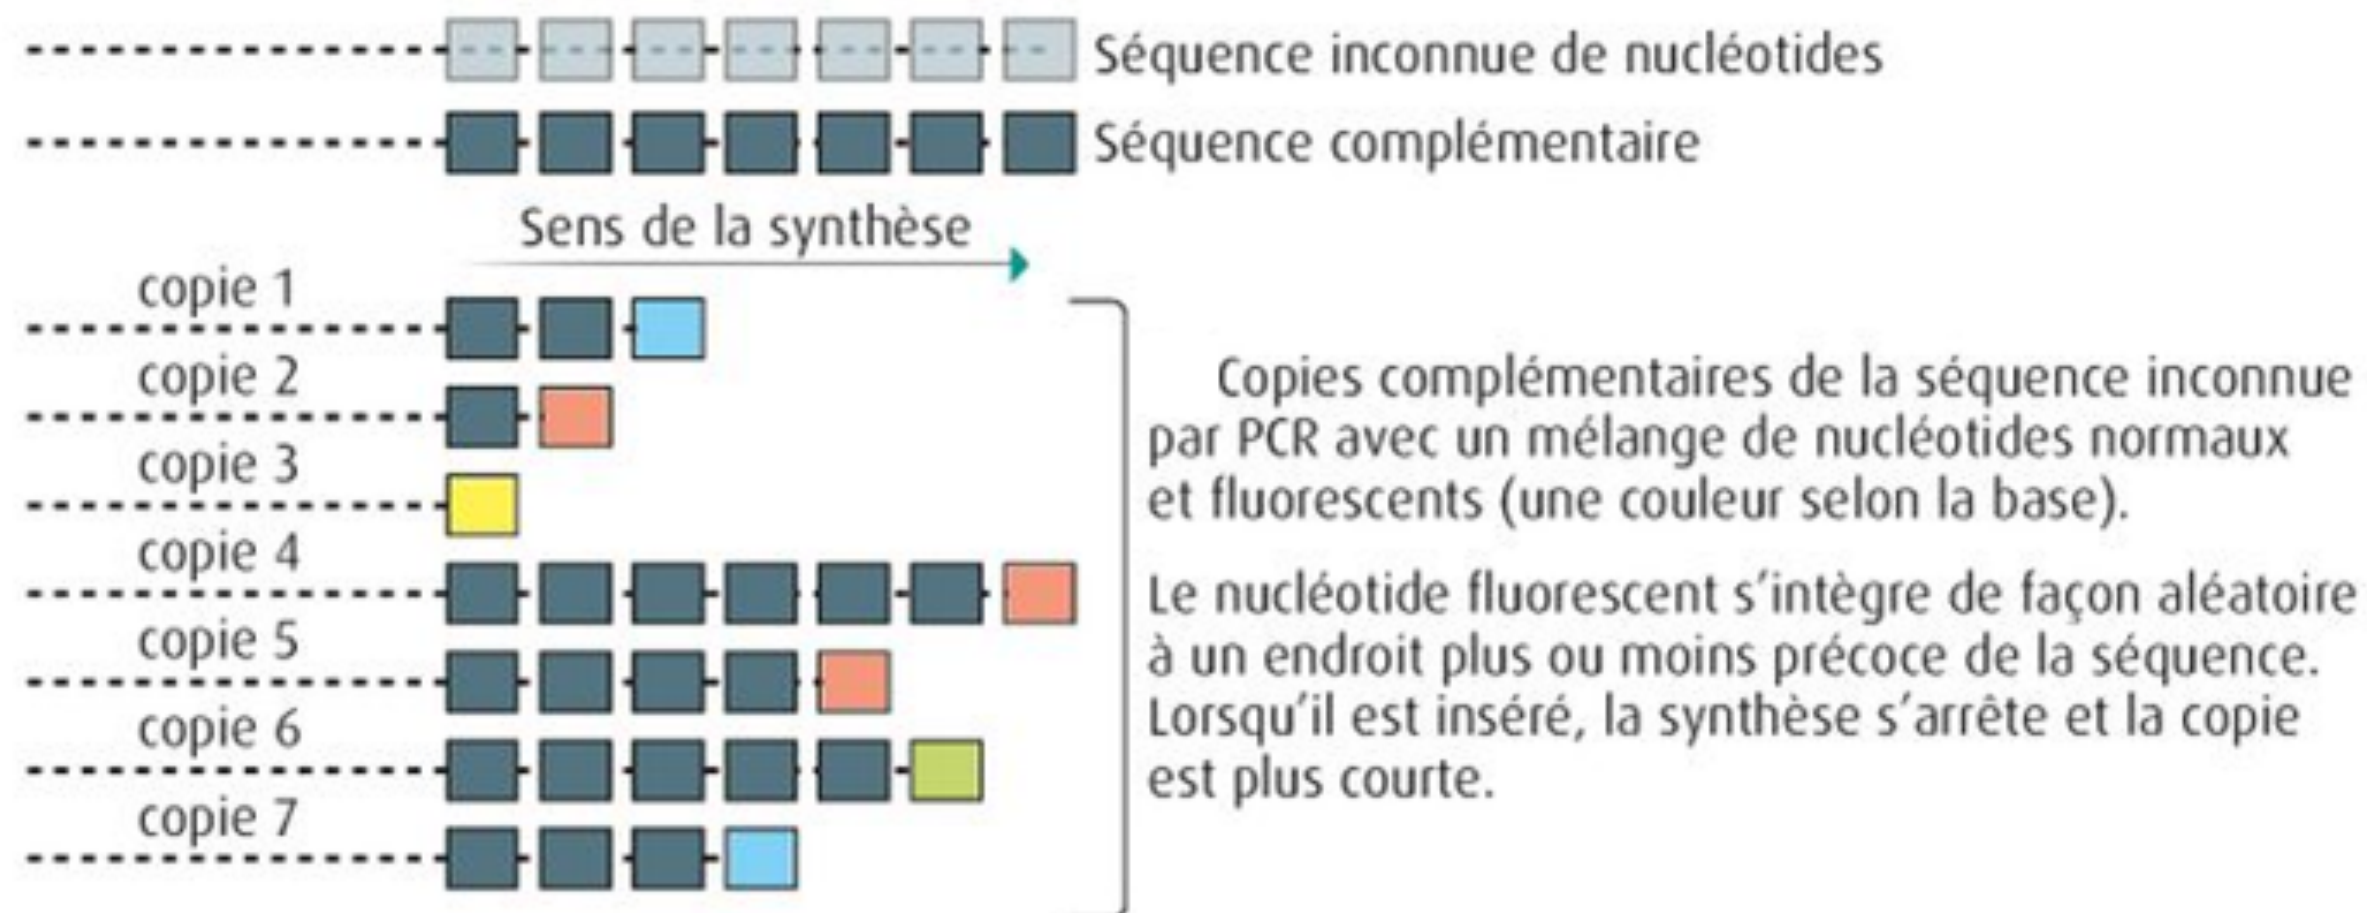 Séquence inconnue de nucléotides
Séquence complémentaire
Sens de la synthèse
copie 1
copie 2
copie 3
copie 4
copie 5
copie 6
copie 7
Copies complémentaires de la séquence inconnue
par PCR avec un mélange de nucléotides normaux
et fluorescents (une couleur selon la base).
Le nucléotide fluorescent s'intègre de façon aléatoire
à un endroit plus ou moins précoce de la séquence.
Lorsqu'il est inséré, la synthèse s'arrête et la copie
est plus courte.